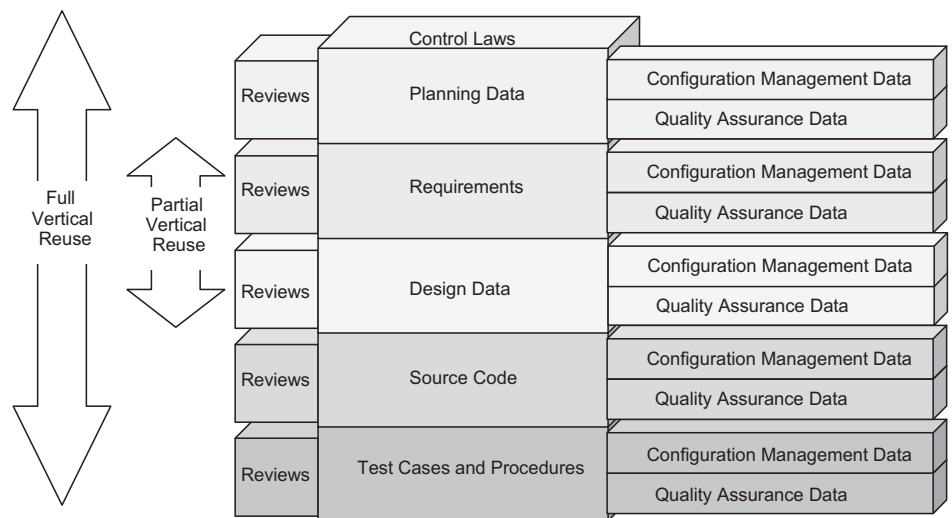 Control Laws
Reviews
Planning Data
Configuration Management Data
Quality Assurance Data
Full
Vertical
Reuse
Partial
Vertical
Reuse
Reviews
Requirements
Configuration Management Data
Quality Assurance Data
Reviews
Design Data
Configuration Management Data
Quality Assurance Data
Reviews
Source Code
Configuration Management Data
Quality Assurance Data
Reviews
Test Cases and Procedures
Configuration Management Data
Quality Assurance Data